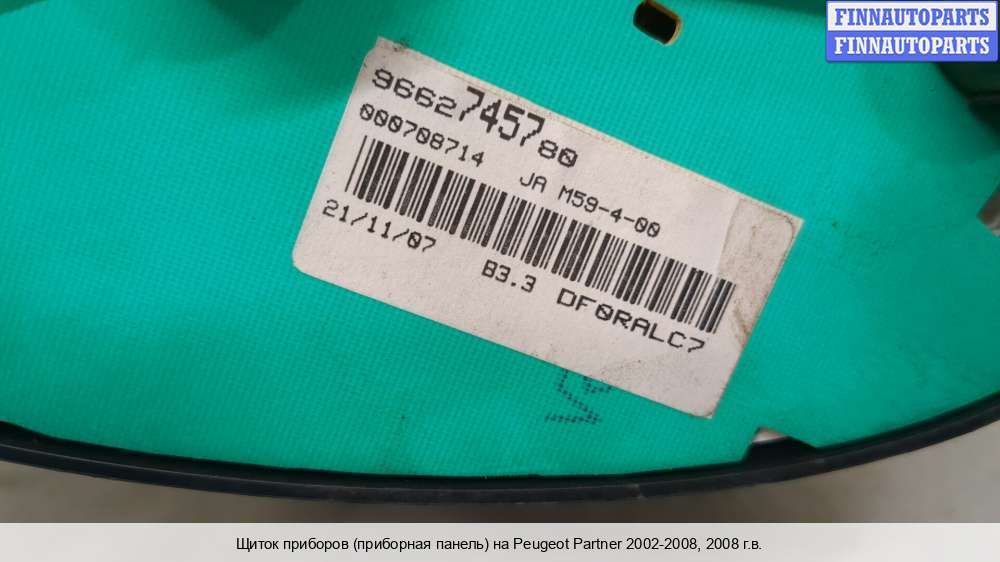 FINNAUTOPARTS
FINNAUTOPARTS
9662745780
000708714 JA M59-4-00
21/11/07 B3.3 DF0RALC7
Щиток приборов (приборная панель) на Peugeot Partner 2002-2008, 2008 г.в.